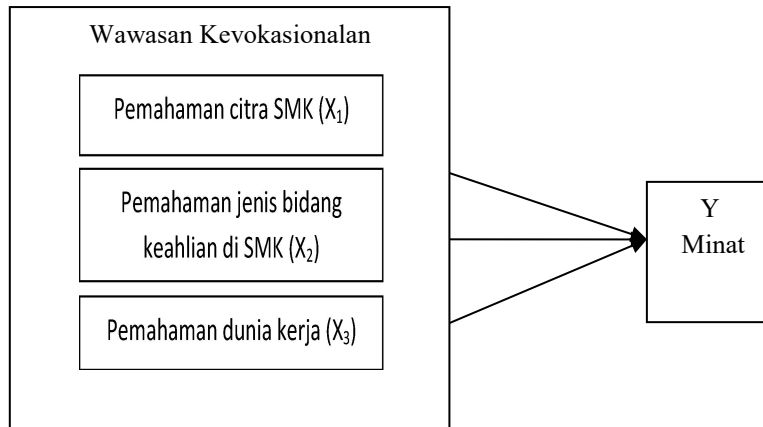 Wawasan Kevokasionalan
Pemahaman citra SMK (X₁)
Pemahaman jenis bidang
keahlian di SMK (X₂)
Pemahaman dunia kerja (X₃)
Y
Minat